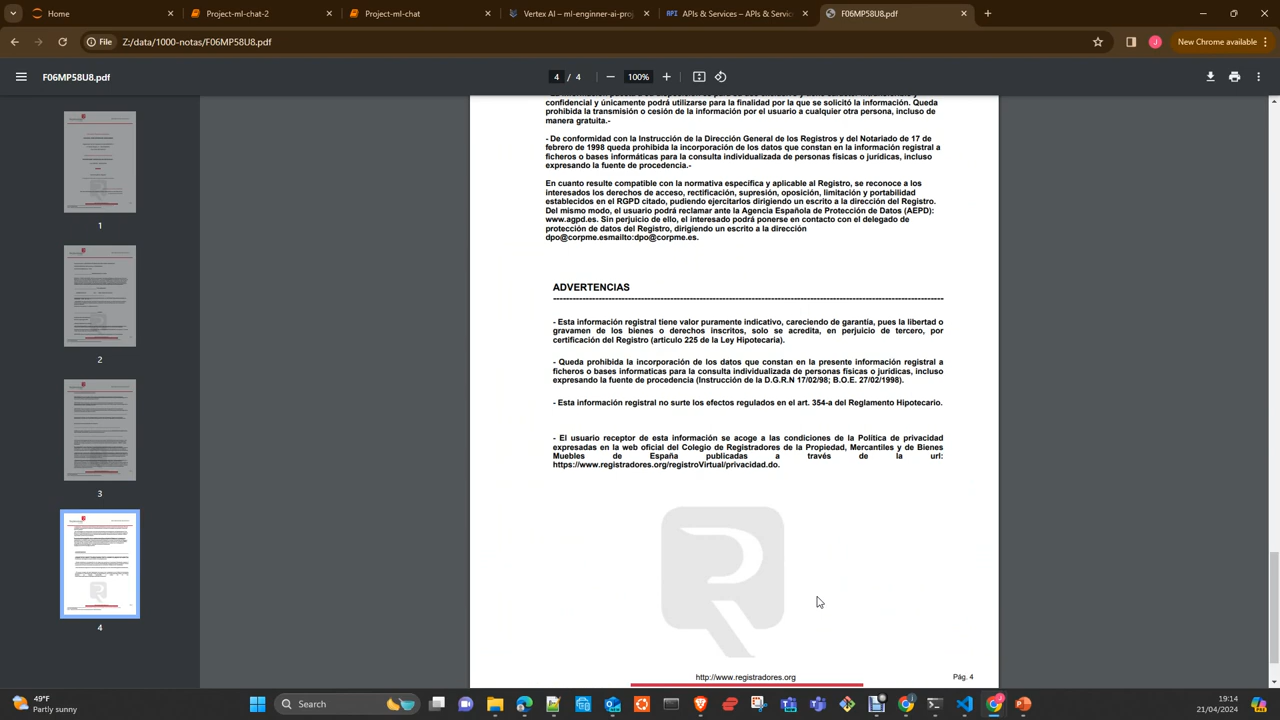 Home
Project-ml-chat-2
Project-ml-chat
Vertex AI – ml-enginner-ai-proj
APIs & Services – APIs & Servic
F06MP58U8.pdf
File
Z:/data/1000-notas/F06MP58U8.pdf
New Chrome available
F06MP58U8.pdf
4 / 4
100%
1
2
3
4
confidencial y únicamente podrá utilizarse para la finalidad por la que se solicitó la información. Queda
prohibida la transmisión o cesión de la información por el usuario a cualquier otra persona, incluso de
manera gratuita.-
- De conformidad con la Instrucción de la Dirección General de los Registros y del Notariado de 17 de
febrero de 1998 queda prohibida la incorporación de los datos que constan en la información registral a
ficheros o bases informáticas para la consulta individualizada de personas físicas o jurídicas, incluso
expresando la fuente de procedencia.-
En cuanto resulte compatible con la normativa específica y aplicable al Registro, se reconoce a los
interesados los derechos de acceso, rectificación, supresión, oposición, limitación y portabilidad
establecidos en el RGPD citado, pudiendo ejercitarlos dirigiendo un escrito a la dirección del Registro.
Del mismo modo, el usuario podrá reclamar ante la Agencia Española de Protección de Datos (AEPD):
www.agpd.es. Sin perjuicio de ello, el interesado podrá ponerse en contacto con el delegado de
protección de datos del Registro, dirigiendo un escrito a la dirección
dpo@corpme.esmailto:dpo@corpme.es.
ADVERTENCIAS
- Esta información registral tiene valor puramente indicativo, careciendo de garantía, pues la libertad o
gravamen de los bienes o derechos inscritos, solo se acredita, en perjuicio de tercero, por
certificación del Registro (articulo 225 de la Ley Hipotecaria).
- Queda prohibida la incorporación de los datos que constan en la presente información registral a
ficheros o bases informaticas para la consulta individualizada de personas físicas o jurídicas, incluso
expresando la fuente de procedencia (Instrucción de la D.G.R.N 17/02/98; B.O.E. 27/02/1998).
- Esta información registral no surte los efectos regulados en el art. 354-a del Reglamento Hipotecario.
- El usuario receptor de esta información se acoge a las condiciones de la Política de privacidad
expresadas en la web oficial del Colegio de Registradores de la Propiedad, Mercantiles y de Bienes
Muebles de España publicadas a través de la url:
https://www.registradores.org/registroVirtual/privacidad.do.
http://www.registradores.org
Pág. 4
49°F
Partly sunny
Search
19:14
21/04/2024